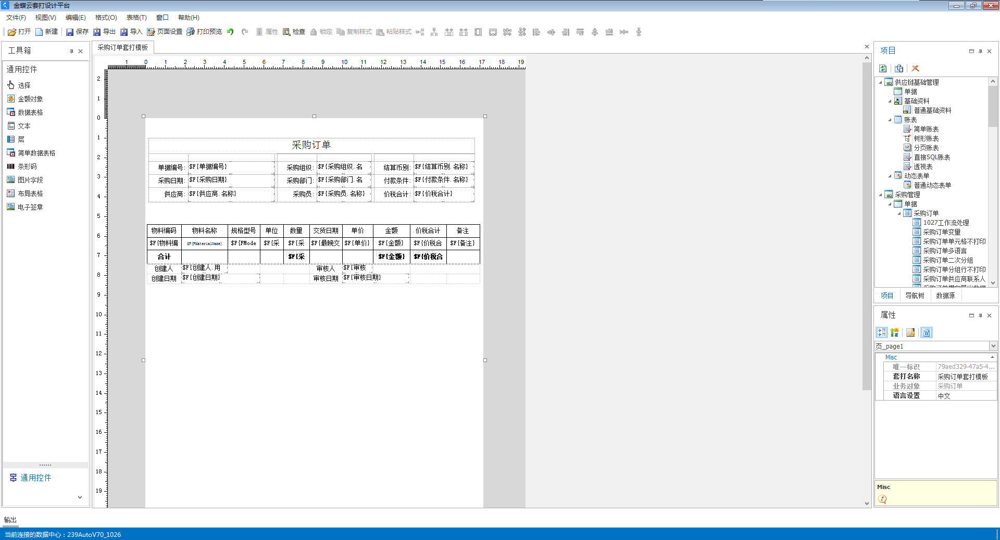 金蝶云套打设计平台
文件(F) 视图(V) 编辑(E) 格式(O) 表格(T) 窗口 帮助(H)
打开 新建 保存 导出 导入 页面设置 打印预览 属性 检查 锁定 复制样式 粘贴样式
工具箱
通用控件
选择
金额对象
数据表格
文本
层
简单数据表格
条形码
图片字段
布局表格
电子签章
通用控件
采购订单套打模板
1 0 1 2 3 4 5 6 7 8 9 10 11 12 13 14 15 16 17 18 19
2
1
0
1
2
3
4
5
6
7
8
9
10
11
12
13
14
15
16
17
18
19
采购订单
单据编号: $F{单据编号} 采购组织: $F{采购组织.名 结算币别: $F{结算币别.名称}
采购日期: $F{采购日期} 采购部门: $F{采购部门.名 付款条件: $F{付款条件.名称}
供应商: $F{供应商.名称} 采购员: $F{采购员.名称} 价税合计: $F{价税合计}
物料编码 物料名称 规格型号 单位 数量 交货日期 单价 金额 价税合计 备注
$F{物料编 $F{FMaterialName} $F{FMode $F{采 $F{采 $F{最晚交 $F{单价} $F{金额} $F{价税合 $F{备注}
合计 $F{采 $F{金额} $F{价税合
创建人 $F{创建人.用 审核人 $F{审核
创建日期 $F{创建日期} 审核日期 $F{审核日期}
项目
供应链基础管理
单据
基础资料
普通基础资料
账表
简单账表
树形账表
分页账表
直接SQL账表
透视表
动态表单
普通动态表单
采购管理
单据
采购订单
1027工作流处理
采购订单变量
采购订单单元格不打印
采购订单多语言
采购订单二次分组
采购订单分组行不打印
采购订单供应商联系人
项目 导航树 数据源
属性
页_page1
Misc
唯一标识 79aed329-47a5-4...
套打名称 采购订单套打模板
业务对象 采购订单
语言设置 中文
Misc
输出
当前连接的数据中心：239AutoV70_1026